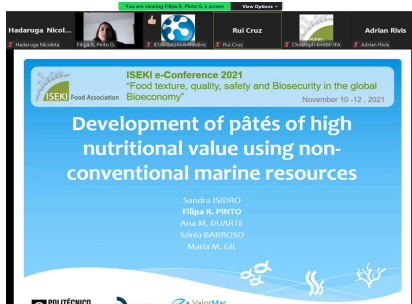 You are viewing Filipa R. Pinto G.'s screen
View Options
Hadaruga Nicol...
Rui Cruz
Adrian Rivis
Hadaruga Nicoleta
Filipa R. Pinto G.
Rui Cruz
Christoph Knöbl- IFA
Adrian Rivis
ISEKI Food Association
ISEKI e-Conference 2021
"Food texture, quality, safety and Biosecurity in the global
Bioeconomy"
November 10 -12 , 2021
Development of pâtés of high
nutritional value using non-
conventional marine resources
Sandra ISIDRO
Filipa R. PINTO
Ana M. DUARTE
Sónia BARROSO
Maria M. GIL
POLITÉCNICO
ValorMar